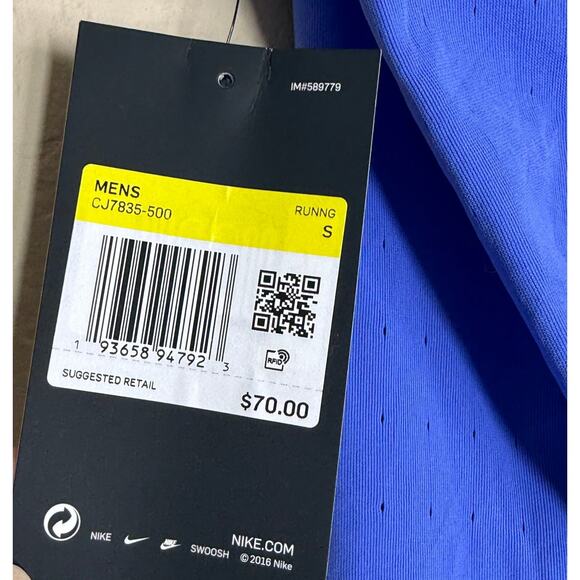 IM#589779
MENS
CJ7835-500
RUNNG
S
1 93658 94792 3
RFID
SUGGESTED RETAIL
$70.00
NIKE
SWOOSH
NIKE.COM
© 2016 Nike